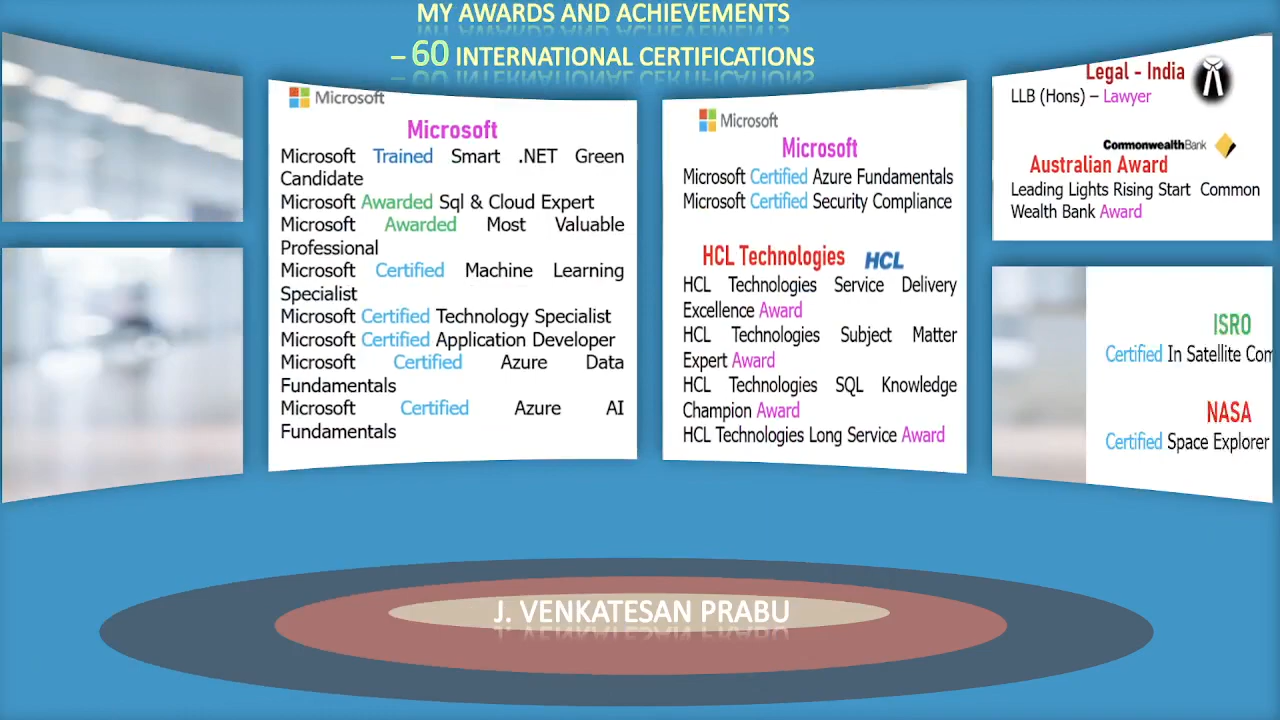 MY AWARDS AND ACHIEVEMENTS
– 60 INTERNATIONAL CERTIFICATIONS
Microsoft
Microsoft
Microsoft Trained Smart .NET Green
Candidate
Microsoft Awarded Sql & Cloud Expert
Microsoft Awarded Most Valuable
Professional
Microsoft Certified Machine Learning
Specialist
Microsoft Certified Technology Specialist
Microsoft Certified Application Developer
Microsoft Certified Azure Data
Fundamentals
Microsoft Certified Azure AI
Fundamentals
Microsoft
Microsoft
Microsoft Certified Azure Fundamentals
Microsoft Certified Security Compliance
HCL Technologies HCL
HCL Technologies Service Delivery
Excellence Award
HCL Technologies Subject Matter
Expert Award
HCL Technologies SQL Knowledge
Champion Award
HCL Technologies Long Service Award
Legal - India
LLB (Hons) – Lawyer
CommonwealthBank
Australian Award
Leading Lights Rising Start Common
Wealth Bank Award
ISRO
Certified In Satellite
NASA
Certified Space Explorer
J. VENKATESAN PRABU